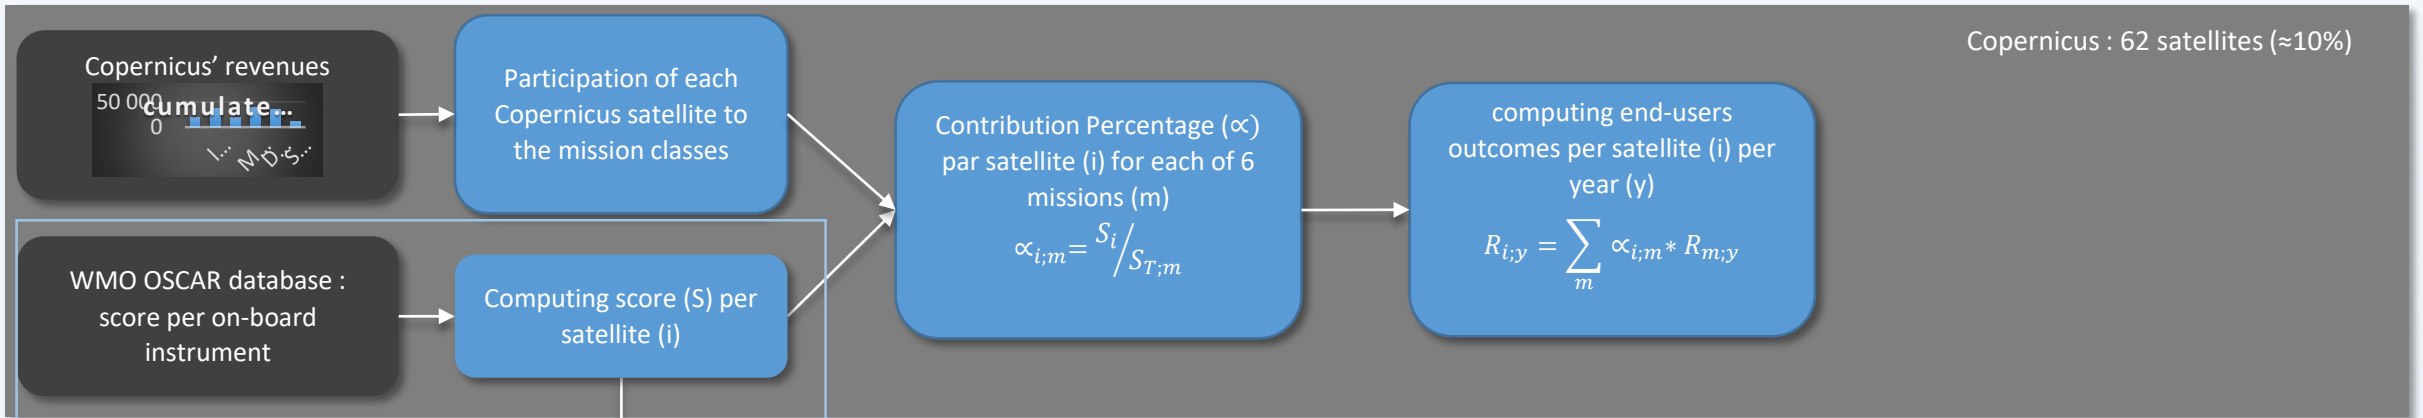 Copernicus : 62 satellites (≈10%)
Copernicus’ revenues
cumulate...
50 000
0
I...
M...
D...
S...
Participation of each
Copernicus satellite to
the mission classes
WMO OSCAR database :
score per on-board
instrument
Computing score (S) per
satellite (i)
Contribution Percentage (∝)
par satellite (i) for each of 6
missions (m)
∝i;m= Si/ST;m
computing end-users
outcomes per satellite (i) per
year (y)
Ri;y = ∑m ∝i;m* Rm;y